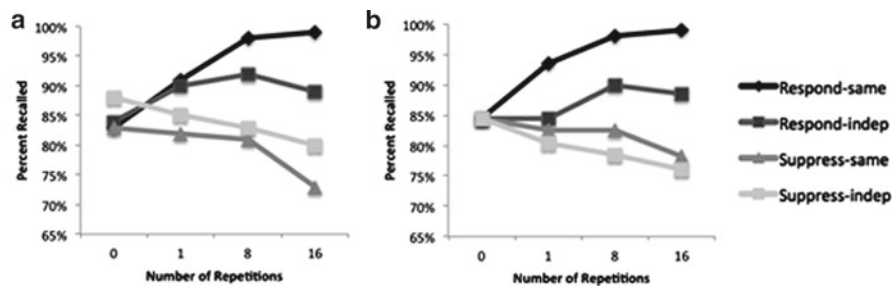 a
100%
95%
90%
85%
80%
75%
70%
65%
Percent Recalled
0 1 8 16
Number of Repetitions
b
100%
95%
90%
85%
80%
75%
70%
65%
Percent Recalled
0 1 8 16
Number of Repetitions
Respond-same
Respond-indep
Suppress-same
Suppress-indep